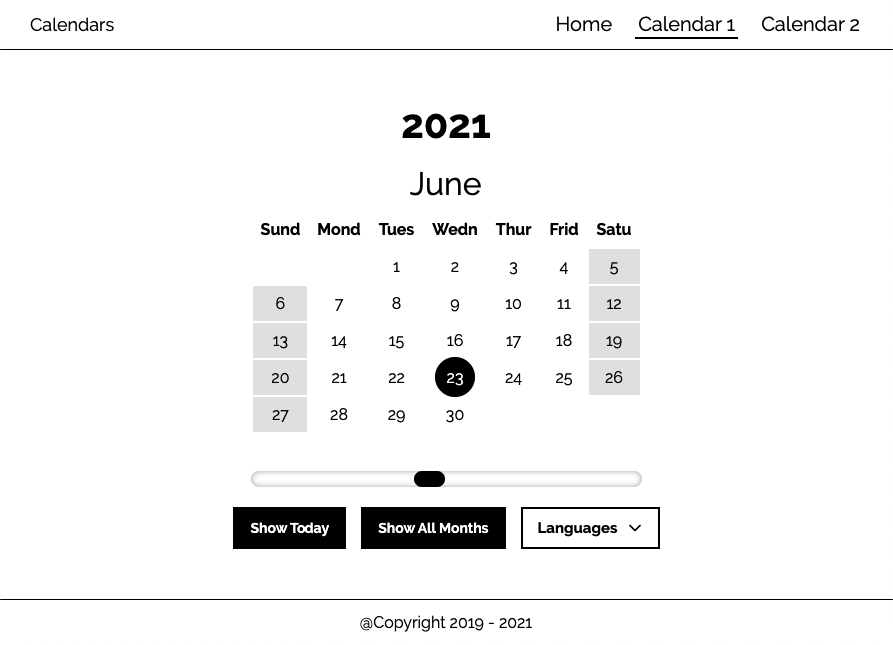 Calendars Home Calendar 1 Calendar 2
2021
June
Sund Mond Tues Wedn Thur Frid Satu
1 2 3 4 5
6 7 8 9 10 11 12
13 14 15 16 17 18 19
20 21 22 23 24 25 26
27 28 29 30
Show Today Show All Months Languages
@Copyright 2019 - 2021